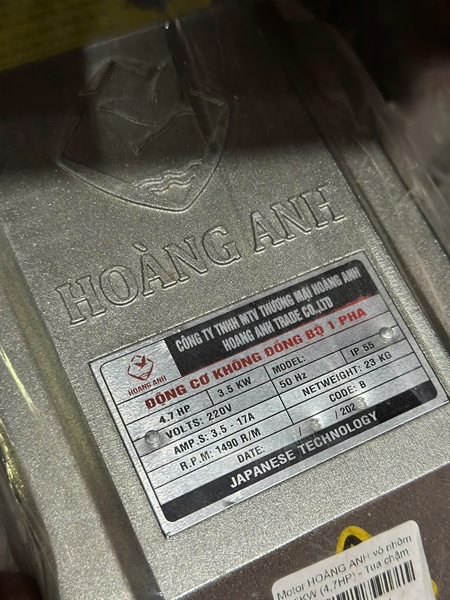 HOÀNG ANH
CÔNG TY TNHH MTV THƯƠNG MẠI HOÀNG ANH
HOANG ANH TRADE CO.,LTD
HOANG ANH
ĐỘNG CƠ KHÔNG ĐỒNG BỘ 1 PHA
4,7 HP 3.5 KW MODEL: IP 55
VOLTS: 220V 50 Hz NETWEIGHT: 23 KG
AMP.S: 3.5 - 17A CODE: B
R.P.M: 1490 R/M DATE: / / 202
JAPANESE TECHNOLOGY
Motor HOÀNG ANH vỏ nhôm
5KW (4,7HP) - Tua chậm